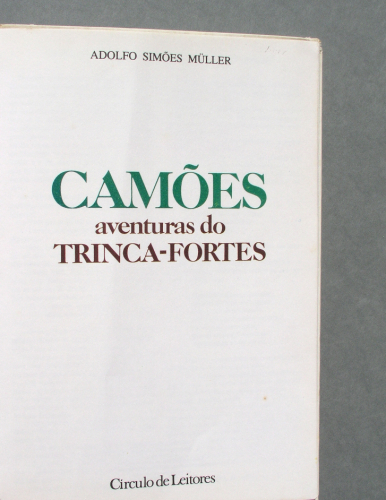 ADOLFO SIMÕES MÜLLER
CAMÕES
aventuras do
TRINCA-FORTES
Círculo de Leitores